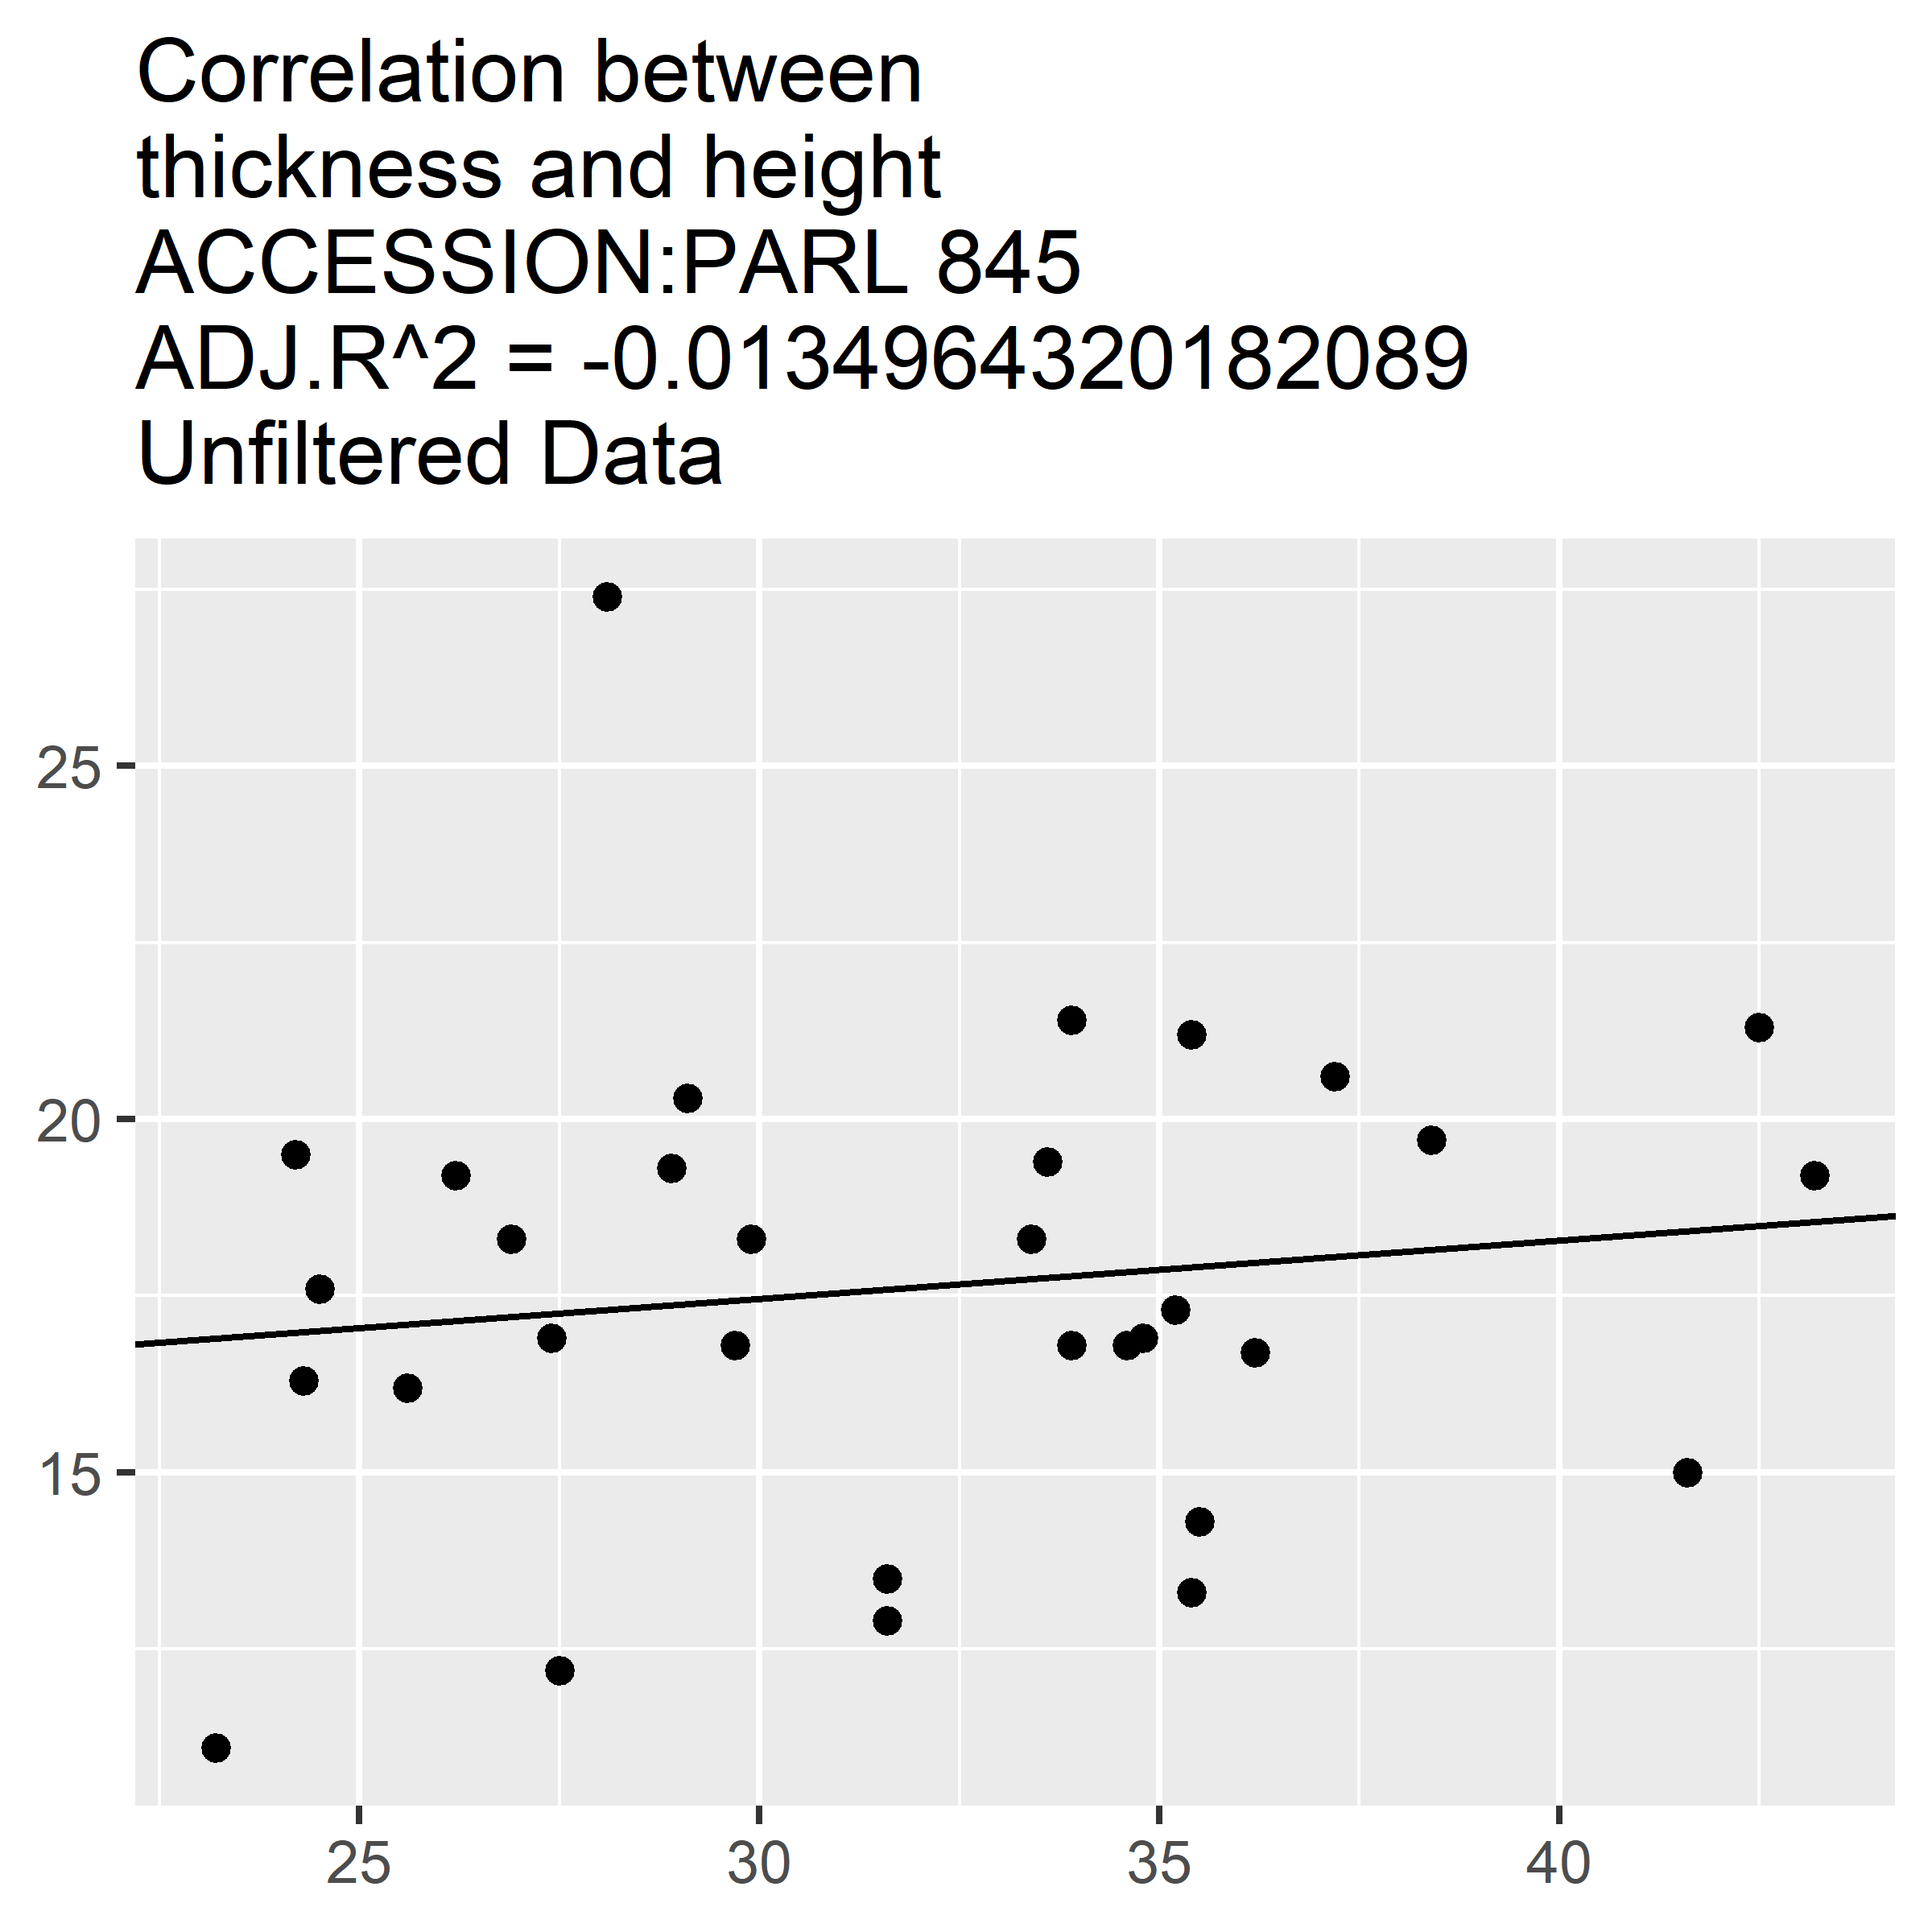 Correlation between
thickness and height
ACCESSION:PARL 845
ADJ.R^2 = -0.0134964320182089
Unfiltered Data
25
20
15
25 30 35 40